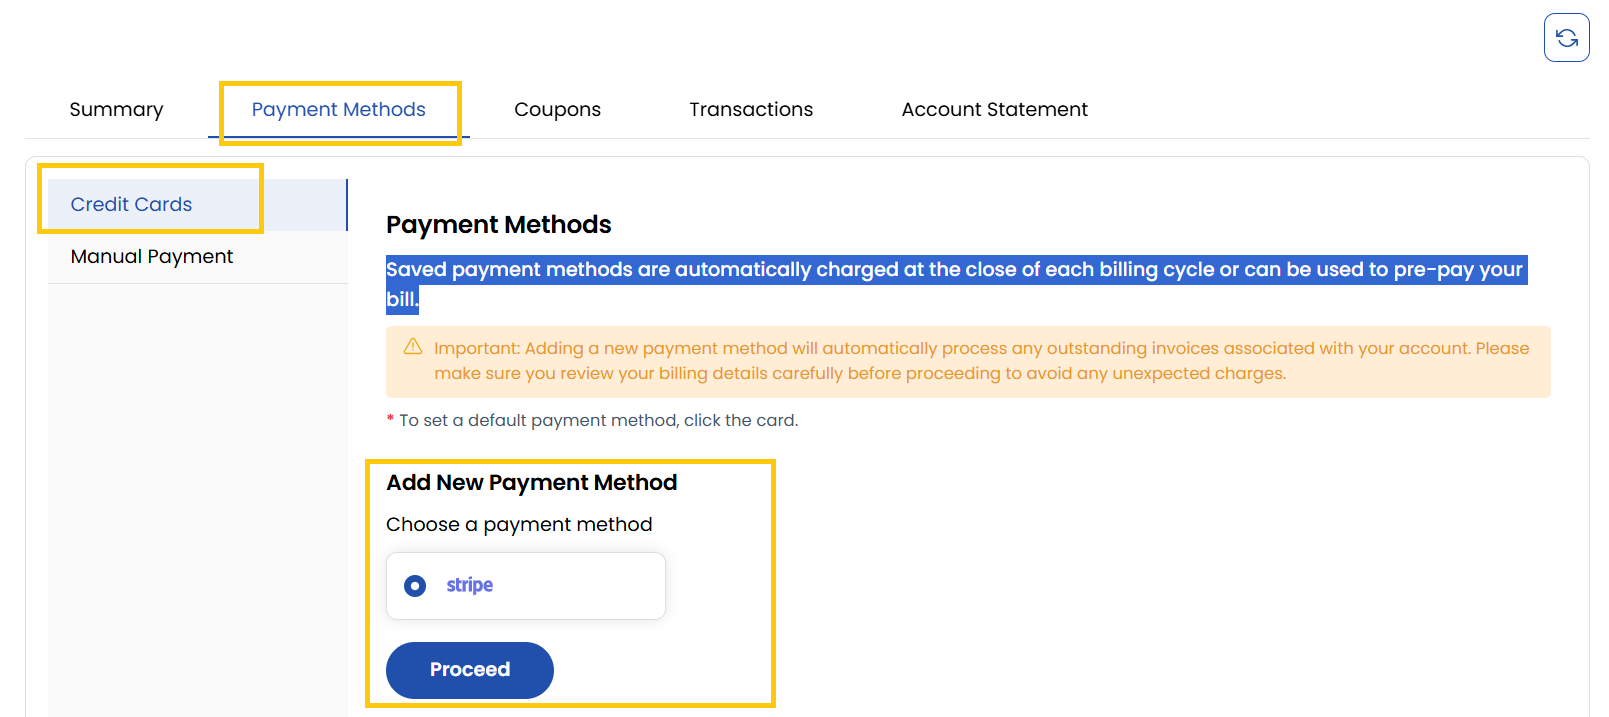 Summary Payment Methods Coupons Transactions Account Statement
Credit Cards
Manual Payment
Payment Methods
Saved payment methods are automatically charged at the close of each billing cycle or can be used to pre-pay your
bill.
Important: Adding a new payment method will automatically process any outstanding invoices associated with your account. Please
make sure you review your billing details carefully before proceeding to avoid any unexpected charges.
* To set a default payment method, click the card.
Add New Payment Method
Choose a payment method
stripe
Proceed